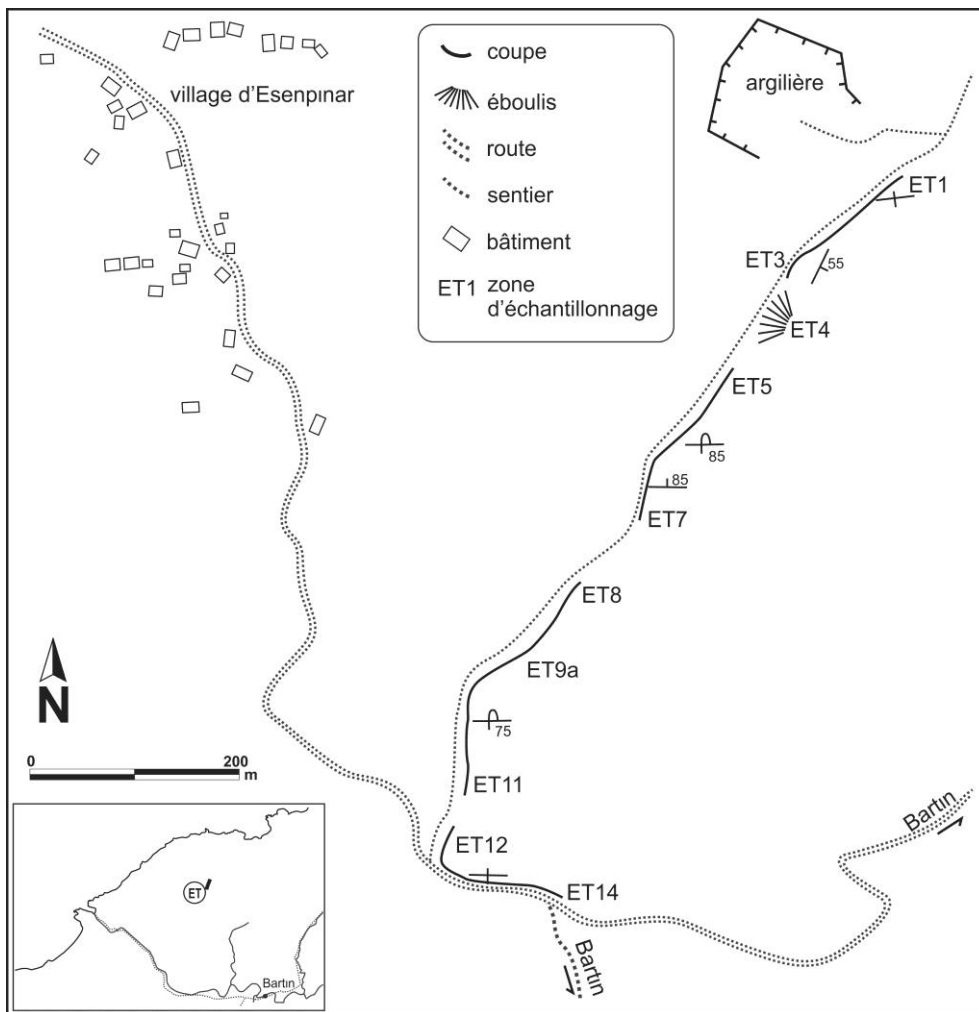 village d'Esenpınar
coupe
éboulis
route
sentier
bâtiment
ET1 zone
d'échantillonnage
argilière
ET1
ET3
55
ET4
ET5
85
85
ET7
ET8
ET9a
75
ET11
ET12
ET14
N
0 200
m
Bartın
Bartın
ET
Bartın